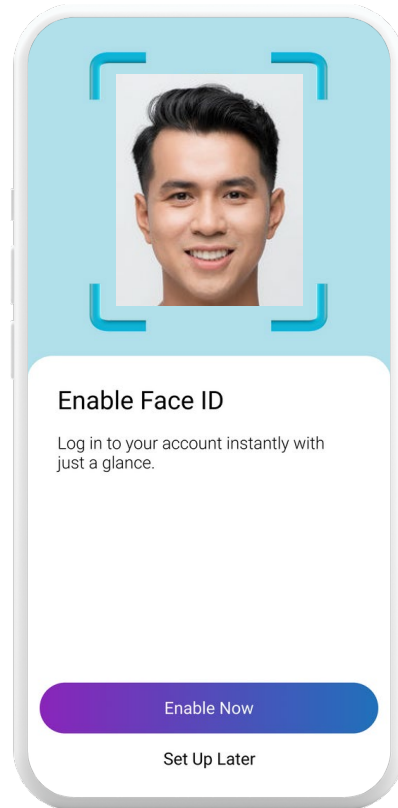 Enable Face ID
Log in to your account instantly with
just a glance.
Enable Now
Set Up Later